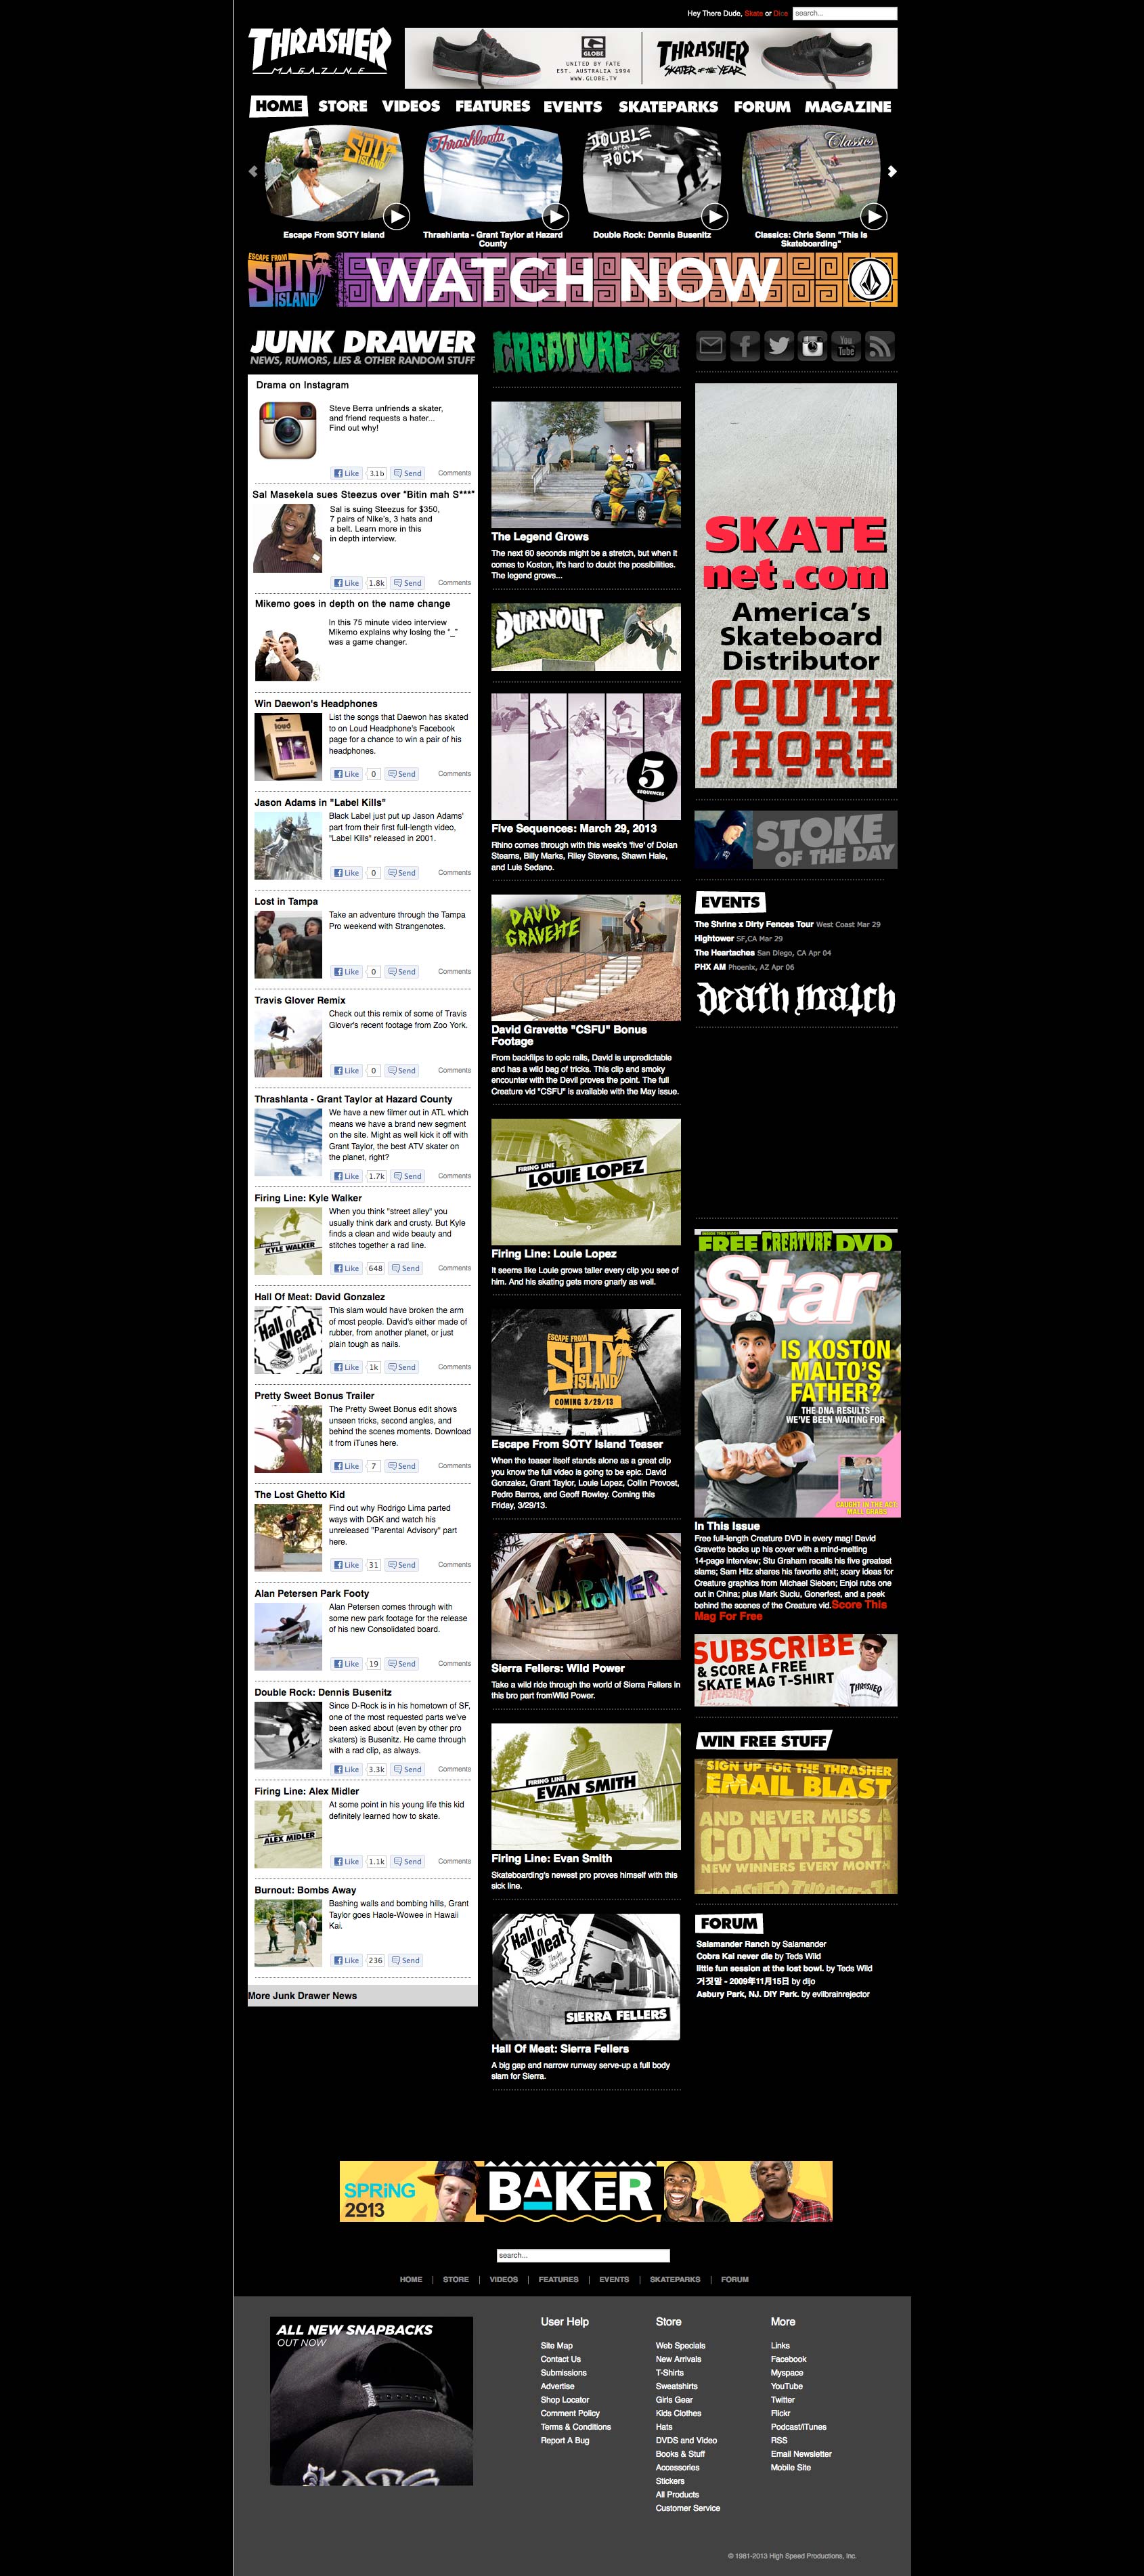 Hey There Dude, Skate or Dice
search...
THRASHER
MAGAZINE
GLOBE
UNITED BY FATE
EST. AUSTRALIA 1994
WWW.GLOBE.TV
THRASHER
SKATER OF THE YEAR
HOME STORE VIDEOS FEATURES EVENTS SKATEPARKS FORUM MAGAZINE
SOTY
ISLAND
Thrashlanta
DOUBLE
ROCK
Classics
Escape From SOTY Island
Thrashlanta - Grant Taylor at Hazard
County
Double Rock: Dennis Busenitz
Classics: Chris Senn "This Is
Skateboarding"
ESCAPE FROM
SOTY
ISLAND
WATCH NOW
JUNK DRAWER
NEWS, RUMORS, LIES & OTHER RANDOM STUFF
Drama on Instagram
Steve Berra unfriends a skater,
and friend requests a hater...
Find out why!
Like 3.1b Send Comments
Sal Masekela sues Steezus over "Bitin mah S***"
Sal is suing Steezus for $350,
7 pairs of Nike's, 3 hats and
a belt. Learn more in this
in depth interview.
Like 1.8k Send Comments
Mikemo goes in depth on the name change
In this 75 minute video interview
Mikemo explains why losing the "_"
was a game changer.
Win Daewon's Headphones
loud
List the songs that Daewon has skated
to on Loud Headphone's Facebook
page for a chance to win a pair of his
headphones.
Like 0 Send Comments
Jason Adams in "Label Kills"
Black Label just put up Jason Adams'
part from their first full-length video,
"Label Kills" released in 2001.
Like 0 Send Comments
Lost in Tampa
Take an adventure through the Tampa
Pro weekend with Strangenotes.
Like 0 Send Comments
Travis Glover Remix
Check out this remix of some of Travis
Glover's recent footage from Zoo York.
Like 0 Send Comments
Thrashlanta - Grant Taylor at Hazard County
We have a new filmer out in ATL which
means we have a brand new segment
on the site. Might as well kick it off with
Grant Taylor, the best ATV skater on
the planet, right?
Like 1.7k Send Comments
Firing Line: Kyle Walker
KYLE WALKER
When you think "street alley" you
usually think dark and crusty. But Kyle
finds a clean and wide beauty and
stitches together a rad line.
Like 648 Send Comments
Hall Of Meat: David Gonzalez
Hall of Meat
This slam would have broken the arm
of most people. David's either made of
rubber, from another planet, or just
plain tough as nails.
Like 1k Send Comments
Pretty Sweet Bonus Trailer
The Pretty Sweet Bonus edit shows
unseen tricks, second angles, and
behind the scenes moments. Download
it from iTunes here.
Like 7 Send Comments
The Lost Ghetto Kid
Find out why Rodrigo Lima parted
ways with DGK and watch his
unreleased "Parental Advisory" part
here.
Like 31 Send Comments
Alan Petersen Park Footy
Alan Petersen comes through with
some new park footage for the release
of his new Consolidated board.
Like 19 Send Comments
Double Rock: Dennis Busenitz
Since D-Rock is in his hometown of SF,
one of the most requested parts we've
been asked about (even by other pro
skaters) is Busenitz. He came through
with a rad clip, as always.
Like 3.3k Send Comments
Firing Line: Alex Midler
ALEX MIDLER
At some point in his young life this kid
definitely learned how to skate.
Like 1.1k Send Comments
Burnout: Bombs Away
Bashing walls and bombing hills, Grant
Taylor goes Haole-Wowee in Hawaii
Kai.
Like 236 Send
More Junk Drawer News
CREATURE
CSFU
The Legend Grows
The next 60 seconds might be a stretch, but when it
comes to Koston, it's hard to doubt the possibilities.
The legend grows...
BURNOUT
5
SEQUENCES
Five Sequences: March 29, 2013
Rhino comes through with this week's 'five' of Dolan
Stearns, Billy Marks, Riley Stevens, Shawn Hale,
and Luis Sedano.
DAVID
GRAVETTE
David Gravette "CSFU" Bonus
Footage
From backflips to epic rails, David is unpredictable
and has a wild bag of tricks. This clip and smoky
encounter with the Devil proves the point. The full
Creature vid "CSFU" is available with the May issue.
FIRING LINE
LOUIE LOPEZ
Firing Line: Louie Lopez
It seems like Louie grows taller every clip you see of
him. And his skating gets more gnarly as well.
ESCAPE FROM
SOTY
ISLAND
COMING 3/29/13
Escape From SOTY Island Teaser
When the teaser itself stands alone as a great clip
you know the full video is going to be epic. David
Gonzalez, Grant Taylor, Louie Lopez, Collin Provost,
Pedro Barros, and Geoff Rowley. Coming this
Friday, 3/29/13.
WILD POWER
Sierra Fellers: Wild Power
Take a wild ride through the world of Sierra Fellers in
this bro part fromWild Power.
FIRING LINE
EVAN SMITH
Firing Line: Evan Smith
Skateboarding's newest pro proves himself with this
sick line.
Hall of Meat
SIERRA FELLERS
Hall Of Meat: Sierra Fellers
A big gap and narrow runway serve-up a full body
slam for Sierra.
You
Tube
SKATE
net.com
America's
Skateboard
Distributor
SOUTH
SHORE
STOKE
OF THE DAY
EVENTS
The Shrine x Dirty Fences Tour West Coast Mar 29
Hightower SF,CA Mar 29
The Heartaches San Diego, CA Apr 04
PHX AM Phoenix, AZ Apr 06
death match
FREE CREATURE DVD
Star
IS KOSTON
MALTO'S
FATHER?
THE DNA RESULTS
WE'VE BEEN WAITING FOR
CAUGHT IN THE ACT:
MALL GRABS
In This Issue
Free full-length Creature DVD in every mag! David
Gravette backs up his cover with a mind-melting
14-page interview; Stu Graham recalls his five greatest
slams; Sam Hitz shares his favorite shit; scary ideas for
Creature graphics from Michael Sieben; Enjoi rubs one
out in China; plus Mark Suciu, Gonerfest, and a peek
behind the scenes of the Creature vid.Score This
Mag For Free
SUBSCRIBE
& SCORE A FREE
SKATE MAG T-SHIRT
THRASHER
THRASHER
WIN FREE STUFF
SIGN UP FOR THE THRASHER
EMAIL BLAST
AND NEVER MISS A
CONTEST
NEW WINNERS EVERY MONTH
THRASHER
FORUM
Salamander Ranch by Salamander
Cobra Kai never die by Teds Wild
little fun session at the lost bowl. by Teds Wild
거짓말 - 2009年11月15日 by dijo
Asbury Park, NJ. DIY Park. by evilbrainrejector
SPRING
2013
BAKER
search...
HOME | STORE | VIDEOS | FEATURES | EVENTS | SKATEPARKS | FORUM
ALL NEW SNAPBACKS
OUT NOW
User Help
Site Map
Contact Us
Submissions
Advertise
Shop Locator
Comment Policy
Terms & Conditions
Report A Bug
Store
Web Specials
New Arrivals
T-Shirts
Sweatshirts
Girls Gear
Kids Clothes
Hats
DVDS and Video
Books & Stuff
Accessories
Stickers
All Products
Customer Service
More
Links
Facebook
Myspace
YouTube
Twitter
Flickr
Podcast/iTunes
RSS
Email Newsletter
Mobile Site
© 1981-2013 High Speed Productions, Inc.